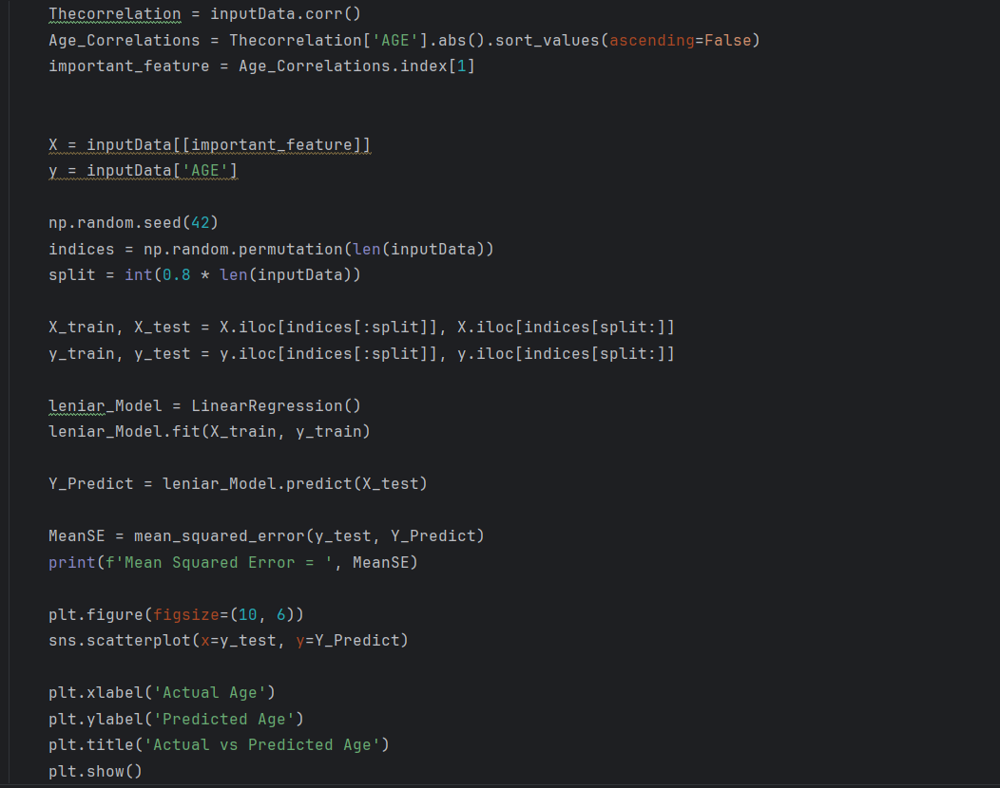 Thecorrelation = inputData.corr()
Age_Correlations = Thecorrelation['AGE'].abs().sort_values(ascending=False)
important_feature = Age_Correlations.index[1]
X = inputData[[important_feature]]
y = inputData['AGE']
np.random.seed(42)
indices = np.random.permutation(len(inputData))
split = int(0.8 * len(inputData))
X_train, X_test = X.iloc[indices[:split]], X.iloc[indices[split:]]
y_train, y_test = y.iloc[indices[:split]], y.iloc[indices[split:]]
leniar_Model = LinearRegression()
leniar_Model.fit(X_train, y_train)
Y_Predict = leniar_Model.predict(X_test)
MeanSE = mean_squared_error(y_test, Y_Predict)
print(f'Mean Squared Error = ', MeanSE)
plt.figure(figsize=(10, 6))
sns.scatterplot(x=y_test, y=Y_Predict)
plt.xlabel('Actual Age')
plt.ylabel('Predicted Age')
plt.title('Actual vs Predicted Age')
plt.show()